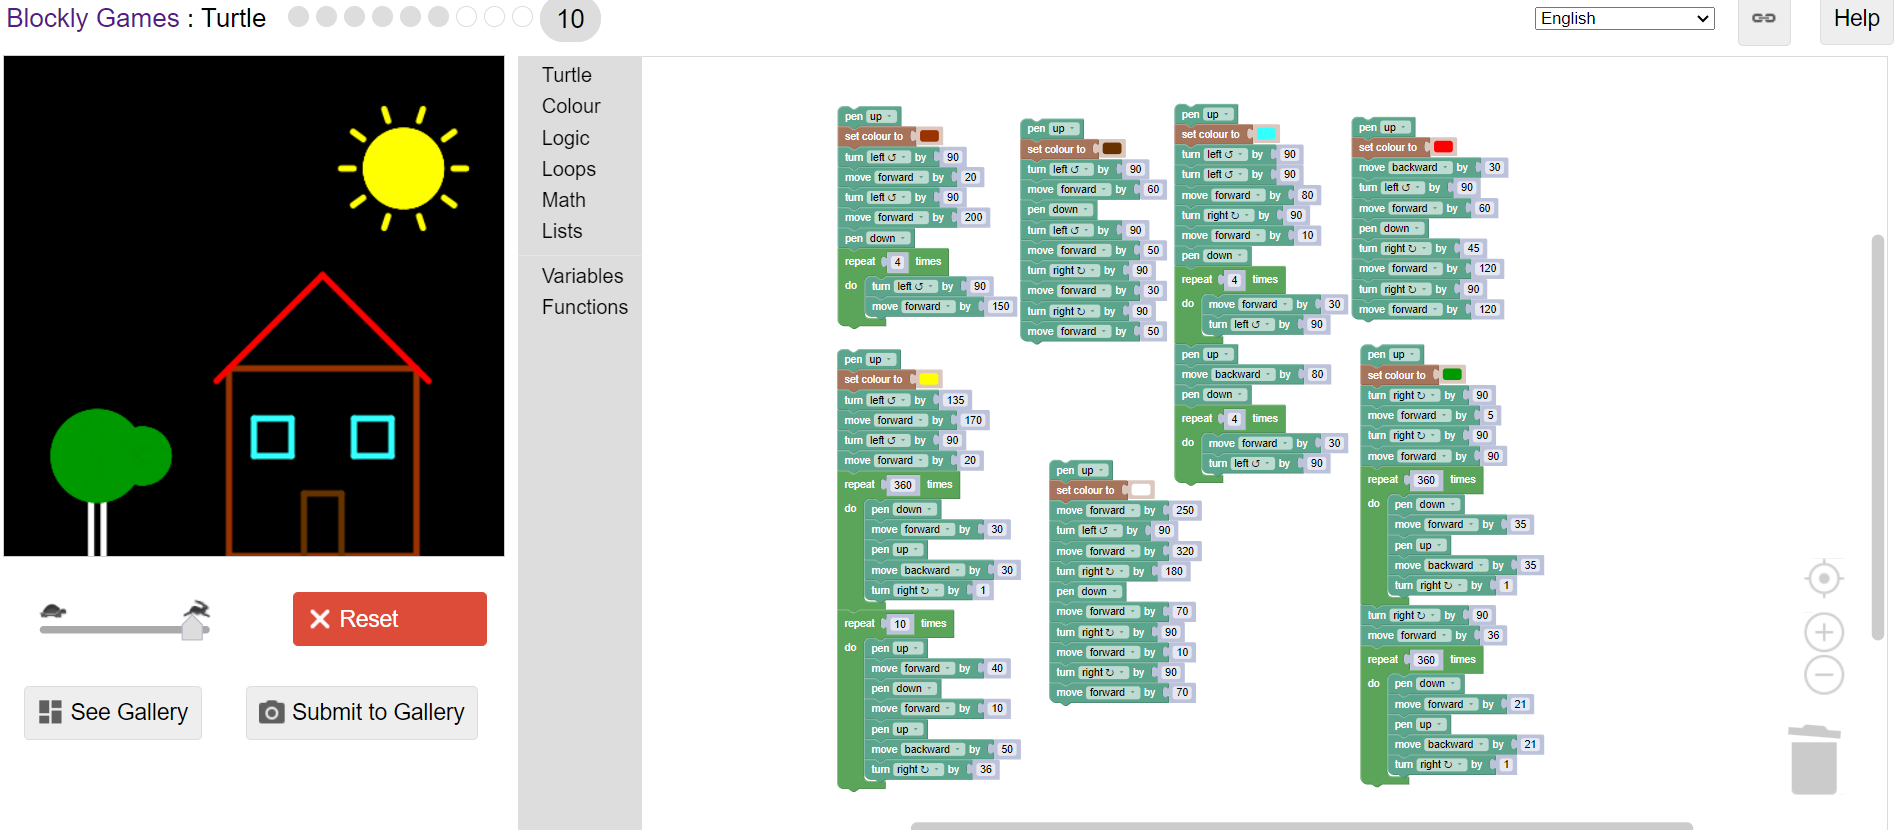 Blockly Games : Turtle
10
English
Help
Turtle
Colour
Logic
Loops
Math
Lists
Variables
Functions
pen up
set colour to
turn left ↺ by 90
move forward by 20
turn left ↺ by 90
move forward by 200
pen down
repeat 4 times
do turn left ↺ by 90
move forward by 150
pen up
set colour to
turn left ↺ by 90
move forward by 60
pen down
turn left ↺ by 90
move forward by 50
turn right ↻ by 90
move forward by 30
turn right ↻ by 90
move forward by 50
pen up
set colour to
turn left ↺ by 90
turn left ↺ by 90
move forward by 80
turn right ↻ by 90
move forward by 10
pen down
repeat 4 times
do move forward by 30
turn left ↺ by 90
pen up
move backward by 80
pen down
repeat 4 times
do move forward by 30
turn left ↺ by 90
pen up
set colour to
move backward by 30
turn left ↺ by 90
move forward by 60
pen down
turn right ↻ by 45
move forward by 120
turn right ↻ by 90
move forward by 120
pen up
set colour to
turn left ↺ by 135
move forward by 170
turn left ↺ by 90
move forward by 20
repeat 360 times
do pen down
move forward by 30
pen up
move backward by 30
turn right ↻ by 1
repeat 10 times
do pen up
move forward by 40
pen down
move forward by 10
pen up
move backward by 50
turn right ↻ by 36
pen up
set colour to
move forward by 250
turn left ↺ by 90
move forward by 320
turn right ↻ by 180
pen down
move forward by 70
turn right ↻ by 90
move forward by 10
turn right ↻ by 90
move forward by 70
pen up
set colour to
turn right ↻ by 90
move forward by 5
turn right ↻ by 90
move forward by 90
repeat 360 times
do pen down
move forward by 35
pen up
move backward by 35
turn right ↻ by 1
turn right ↻ by 90
move forward by 36
repeat 360 times
do pen down
move forward by 21
pen up
move backward by 21
turn right ↻ by 1
Reset
See Gallery
Submit to Gallery